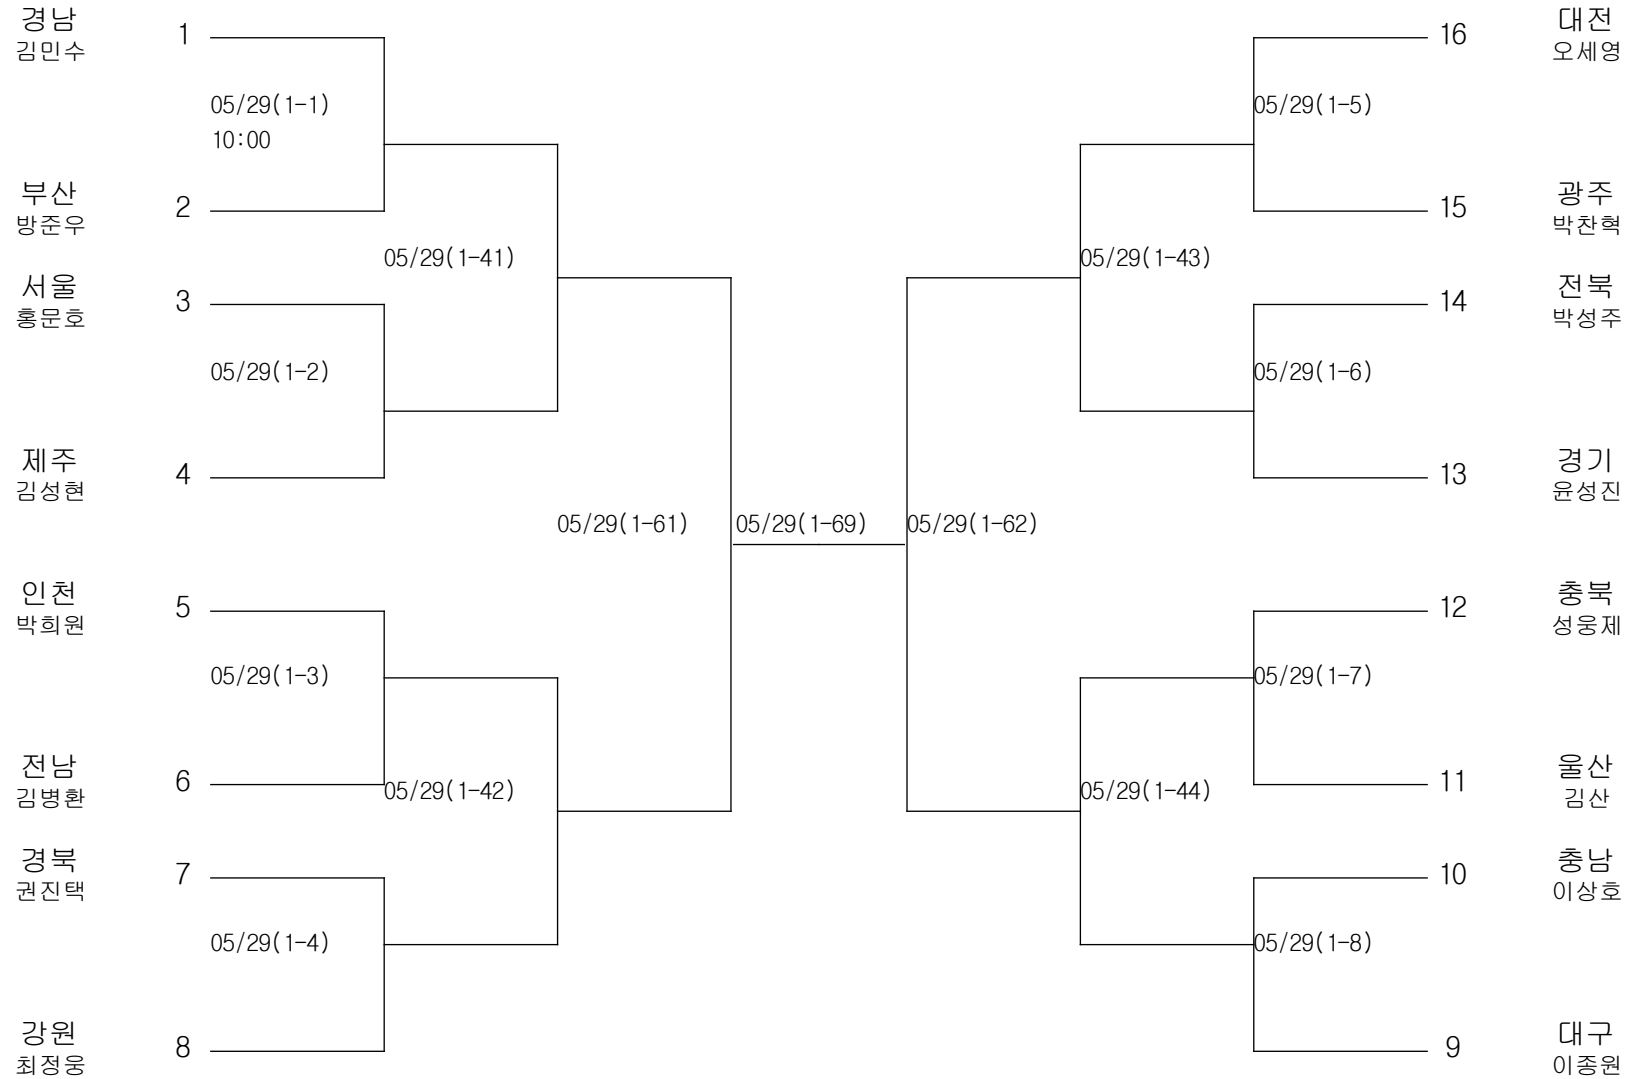 경남
김민수
1
05/29(1-1)
10:00
부산
방준우
2
05/29(1-41)
서울
홍문호
3
05/29(1-2)
제주
김성현
4
05/29(1-61)
인천
박희원
5
05/29(1-3)
전남
김병환
6
05/29(1-42)
경북
권진택
7
05/29(1-4)
강원
최정웅
8
05/29(1-69)
16
대전
오세영
05/29(1-5)
15
광주
박찬혁
05/29(1-43)
14
전북
박성주
05/29(1-6)
13
경기
윤성진
05/29(1-62)
12
충북
성웅제
05/29(1-7)
11
울산
김산
05/29(1-44)
10
충남
이상호
05/29(1-8)
9
대구
이종원